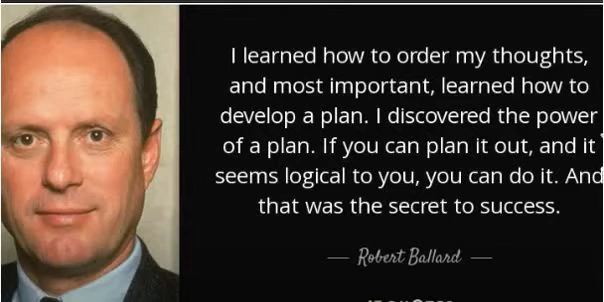 I learned how to order my thoughts,
and most important, learned how to
develop a plan. I discovered the power
of a plan. If you can plan it out, and it
seems logical to you, you can do it. And
that was the secret to success.
— Robert Ballard —